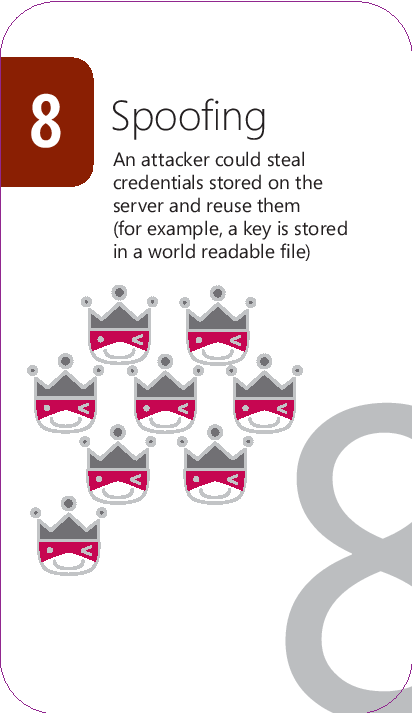 8
Spoofing
An attacker could steal
credentials stored on the
server and reuse them
(for example, a key is stored
in a world readable file)
8